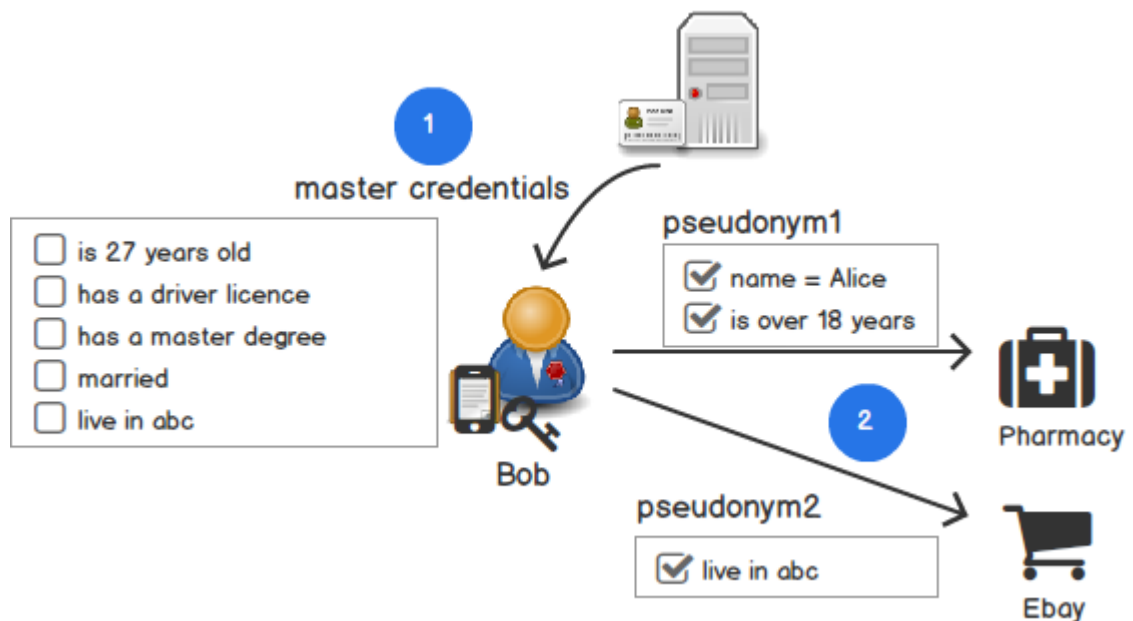 1
master credentials
is 27 years old
has a driver licence
has a master degree
married
live in abc
Bob
pseudonym1
name = Alice
is over 18 years
2
Pharmacy
pseudonym2
live in abc
Ebay